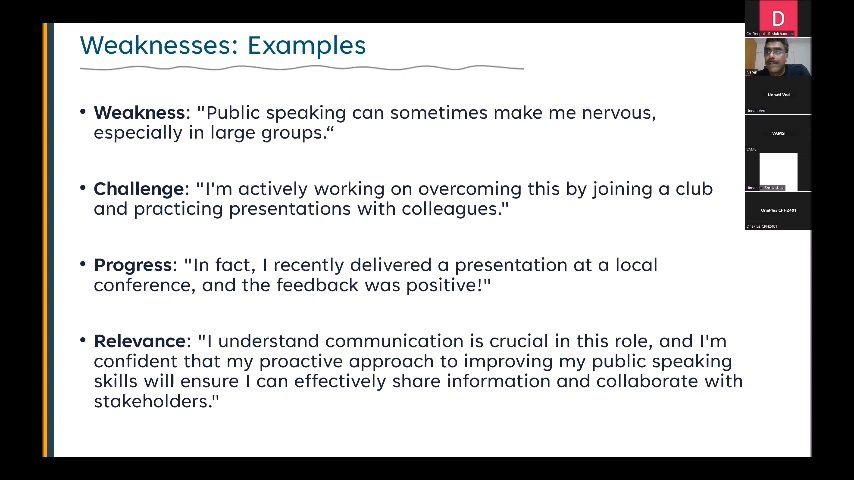 Weaknesses: Examples
• Weakness: "Public speaking can sometimes make me nervous,
especially in large groups.“
• Challenge: "I'm actively working on overcoming this by joining a club
and practicing presentations with colleagues."
• Progress: "In fact, I recently delivered a presentation at a local
conference, and the feedback was positive!"
• Relevance: "I understand communication is crucial in this role, and I'm
confident that my proactive approach to improving my public speaking
skills will ensure I can effectively share information and collaborate with
stakeholders."
D